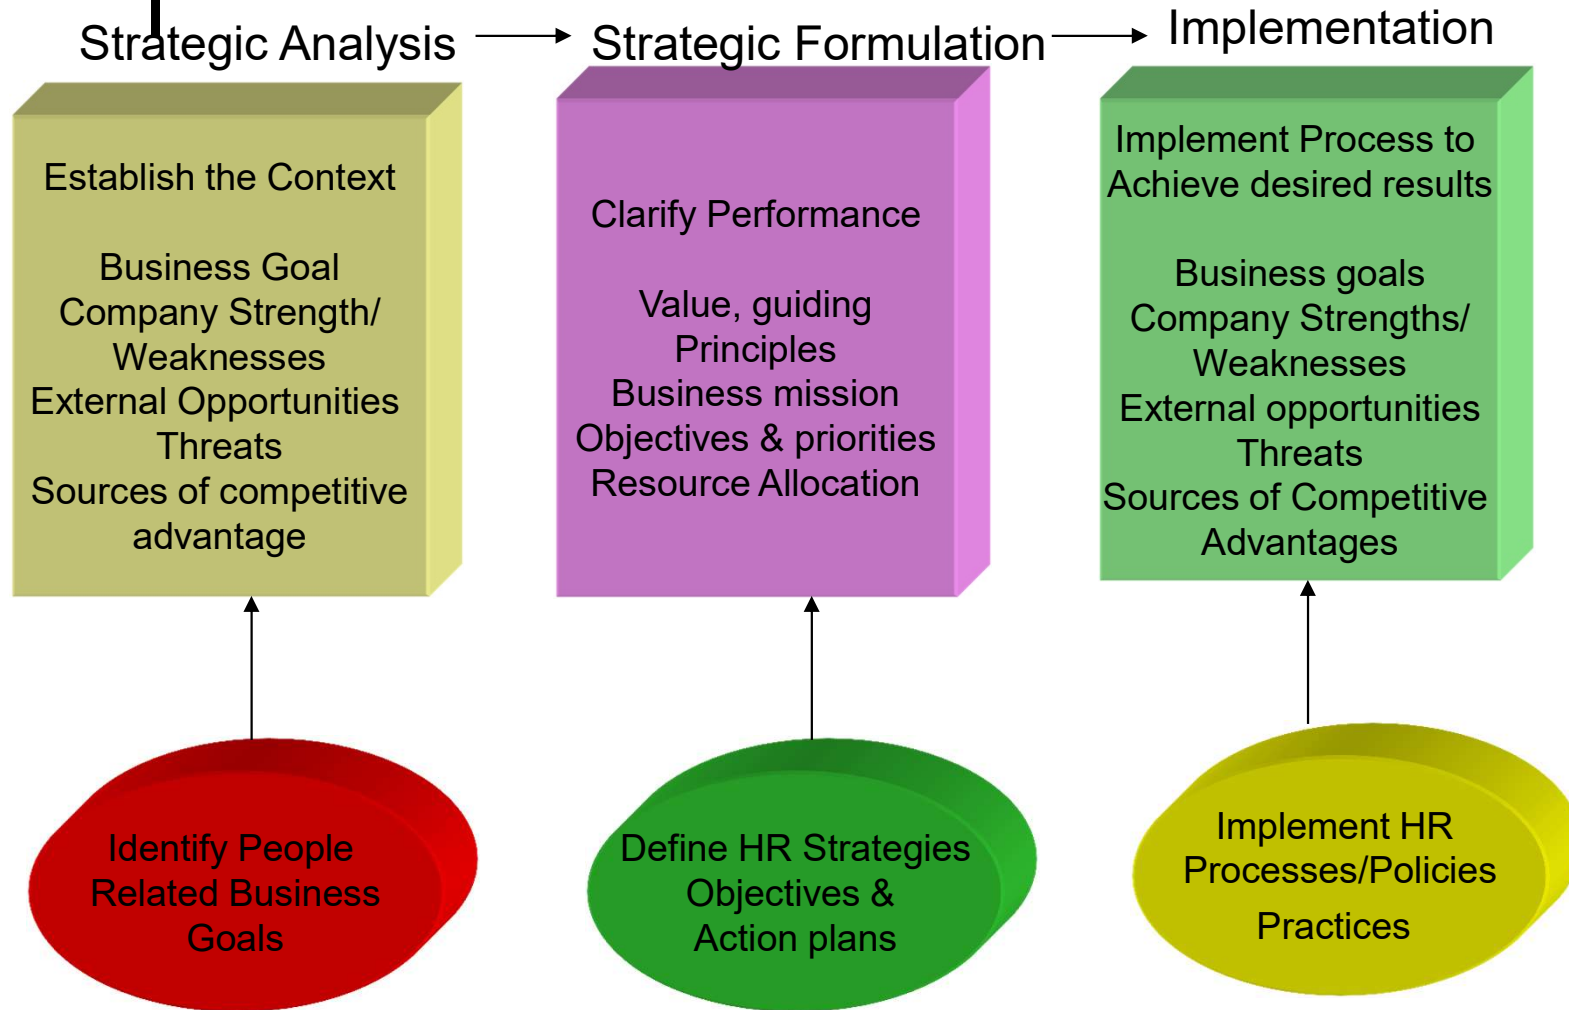 Strategic Analysis
Strategic Formulation
Implementation
Establish the Context
Business Goal
Company Strength/
Weaknesses
External Opportunities
Threats
Sources of competitive
advantage
Clarify Performance
Value, guiding
Principles
Business mission
Objectives & priorities
Resource Allocation
Implement Process to
Achieve desired results
Business goals
Company Strengths/
Weaknesses
External opportunities
Threats
Sources of Competitive
Advantages
Identify People
Related Business
Goals
Define HR Strategies
Objectives &
Action plans
Implement HR
Processes/Policies
Practices